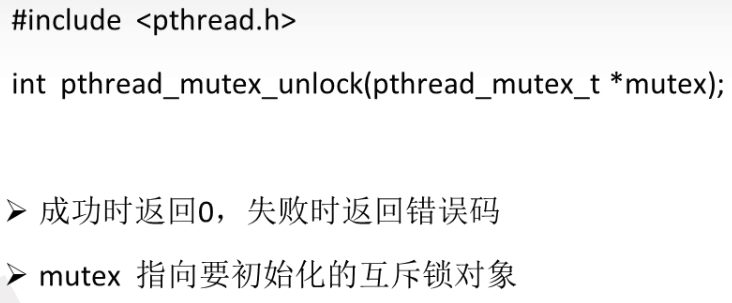 #include <pthread.h>
int pthread_mutex_unlock(pthread_mutex_t *mutex);
➢ 成功时返回0，失败时返回错误码
➢ mutex 指向要初始化的互斥锁对象